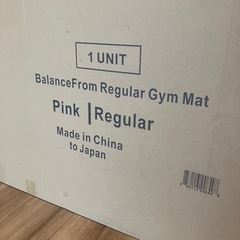 1 UNIT
BalanceFrom Regular Gym Mat
Pink | Regular
Made in China
to Japan